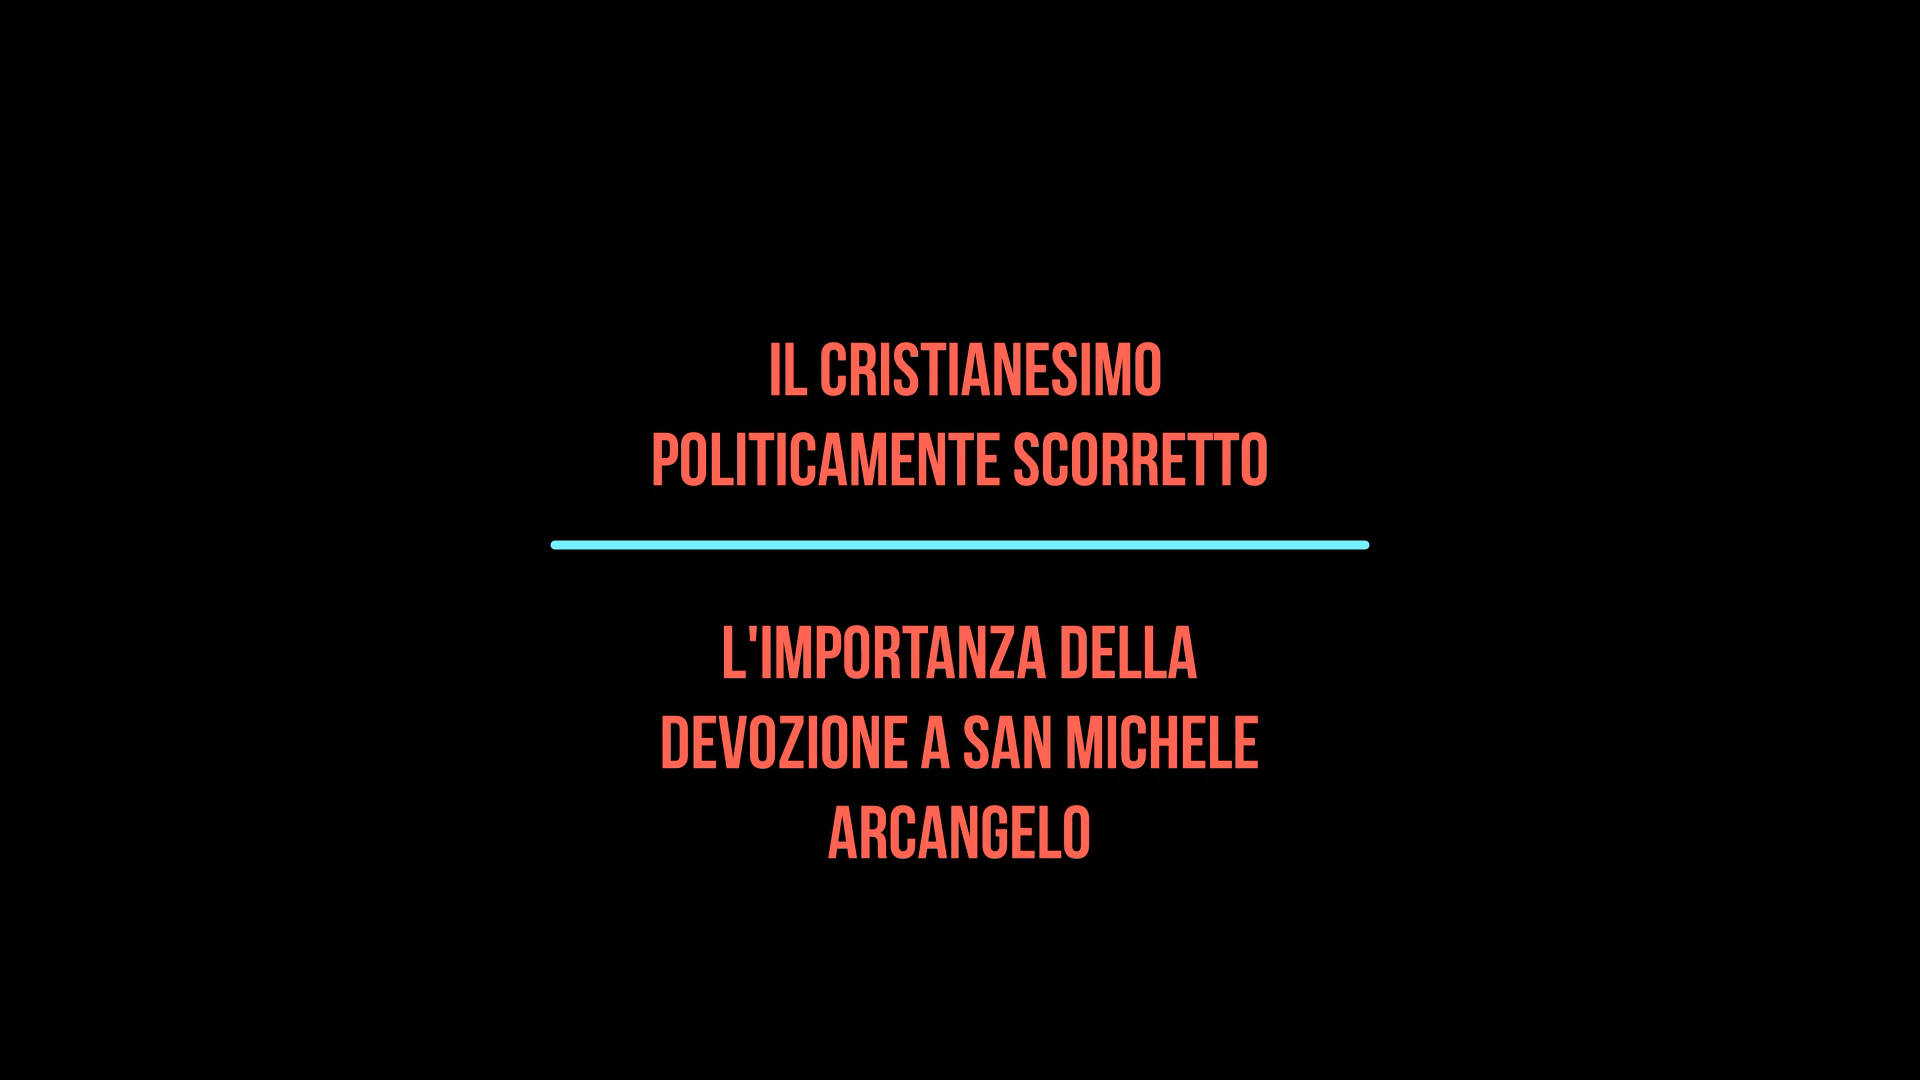 IL CRISTIANESIMO
POLITICAMENTE SCORRETTO
L'IMPORTANZA DELLA
DEVOZIONE A SAN MICHELE
ARCANGELO